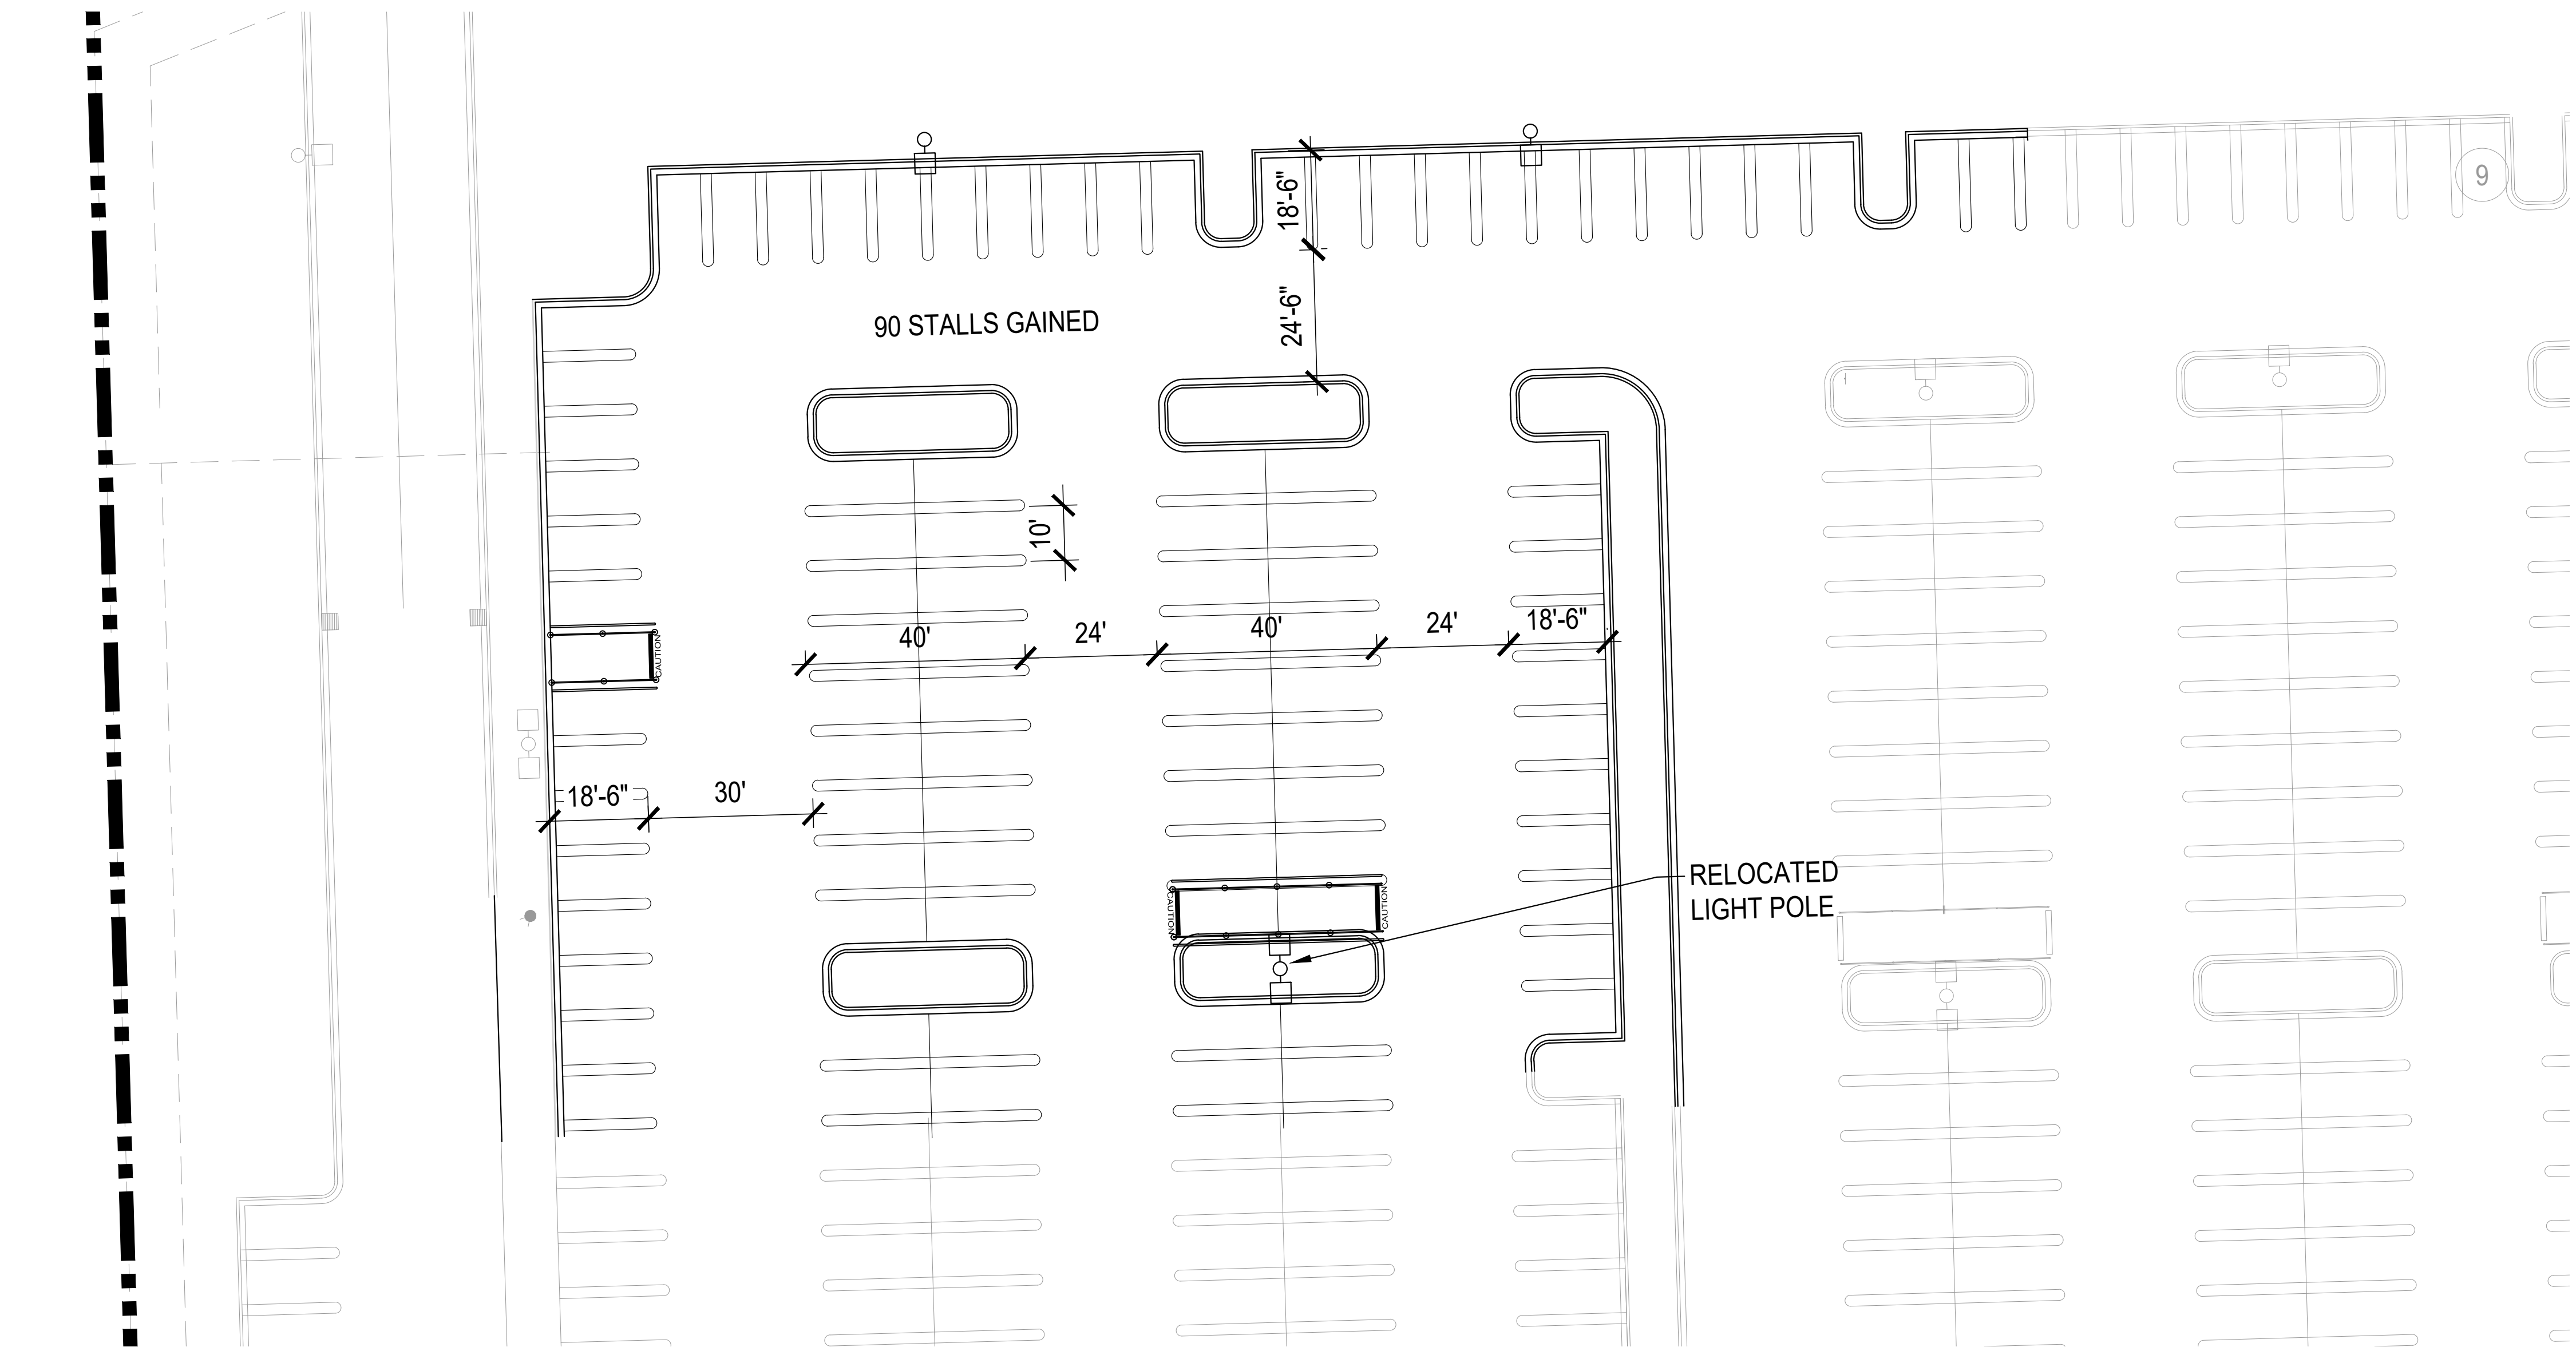 9
18'-6"
24'-6"
90 STALLS GAINED
10'
40'
24'
40'
24'
18'-6"
CAUTION
18'-6"
30'
RELOCATED
LIGHT POLE
CAUTION
CAUTION